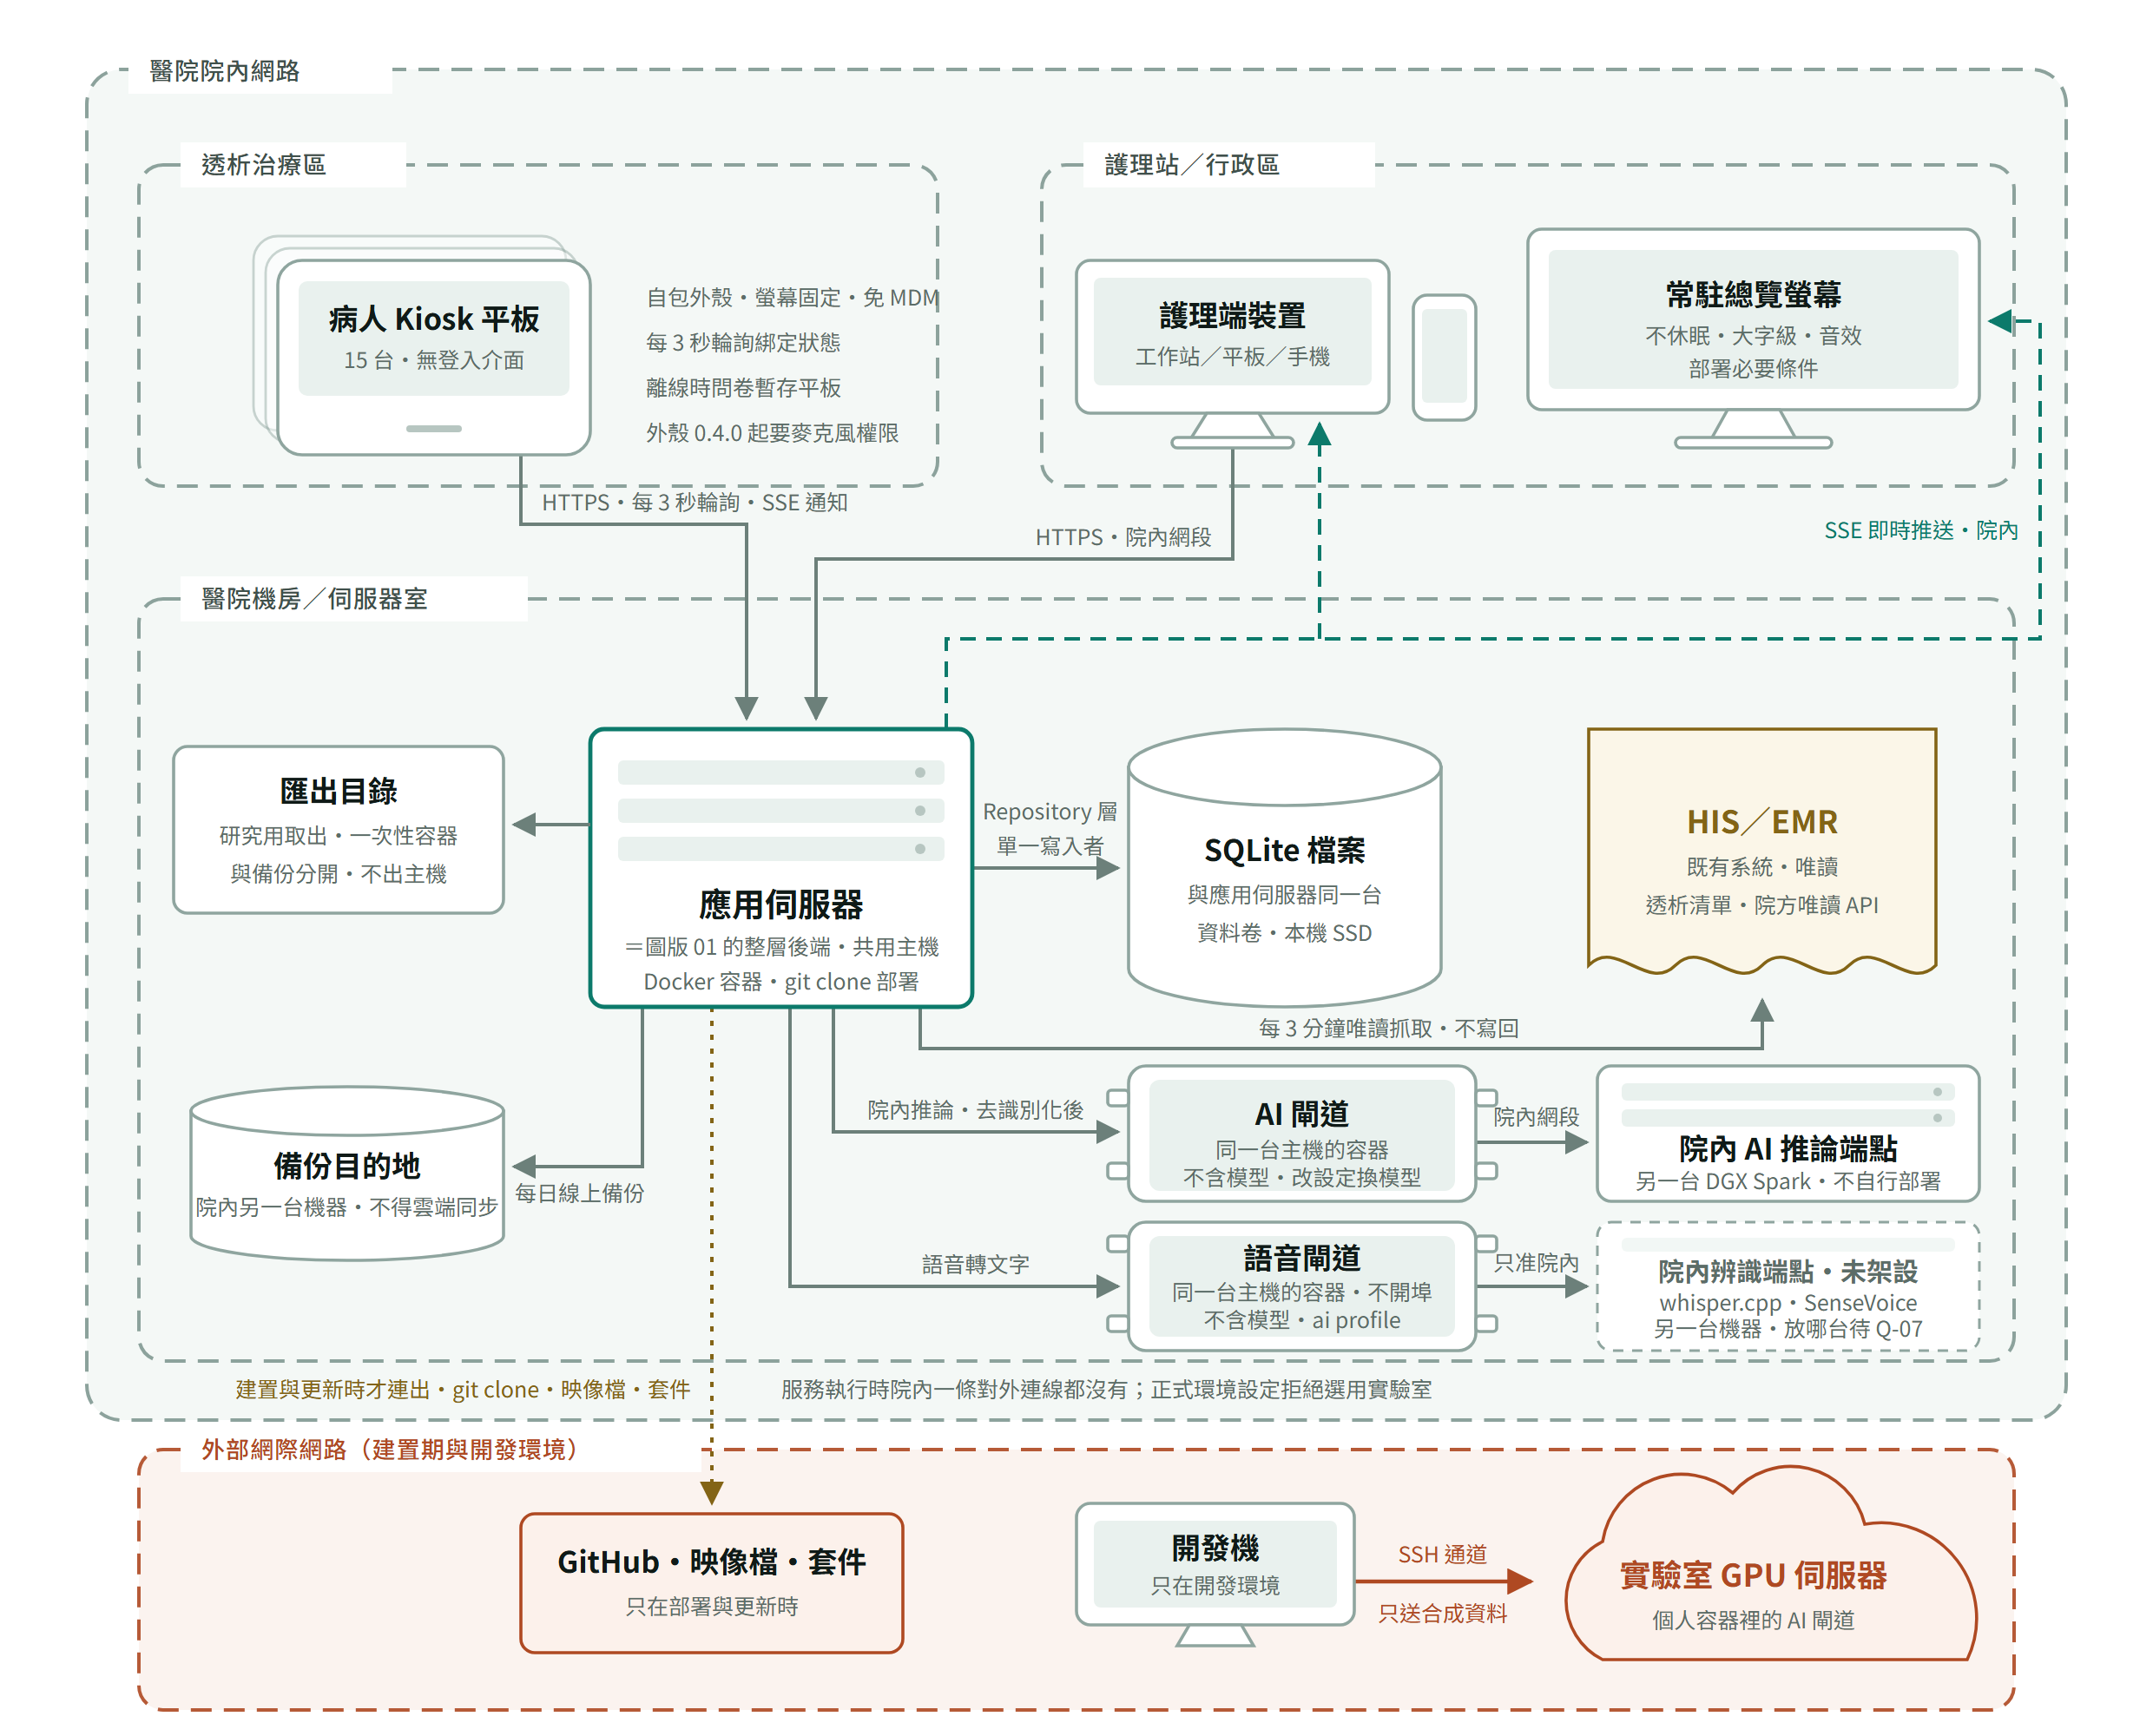 醫院院內網路
透析治療區
護理站／行政區
病人 Kiosk 平板
15 台・無登入介面
自包外殼・螢幕固定・免 MDM
每 3 秒輪詢綁定狀態
離線時問卷暫存平板
外殼 0.4.0 起要麥克風權限
護理端裝置
工作站／平板／手機
常駐總覽螢幕
不休眠・大字級・音效
部署必要條件
HTTPS・每 3 秒輪詢・SSE 通知
HTTPS・院內網段
SSE 即時推送・院內
醫院機房／伺服器室
匯出目錄
研究用取出・一次性容器
與備份分開・不出主機
應用伺服器
＝圖版 01 的整層後端・共用主機
Docker 容器・git clone 部署
Repository 層
單一寫入者
SQLite 檔案
與應用伺服器同一台
資料卷・本機 SSD
HIS／EMR
既有系統・唯讀
透析清單・院方唯讀 API
每 3 分鐘唯讀抓取・不寫回
備份目的地
院內另一台機器・不得雲端同步
每日線上備份
院內推論・去識別化後
AI 閘道
同一台主機的容器
不含模型・改設定換模型
院內網段
院內 AI 推論端點
另一台 DGX Spark・不自行部署
語音轉文字
語音閘道
同一台主機的容器・不開埠
不含模型・ai profile
只准院內
院內辨識端點・未架設
whisper.cpp・SenseVoice
另一台機器・放哪台待 Q-07
建置與更新時才連出・git clone・映像檔・套件
服務執行時院內一條對外連線都沒有；正式環境設定拒絕選用實驗室
外部網際網路（建置期與開發環境）
GitHub・映像檔・套件
只在部署與更新時
開發機
只在開發環境
SSH 通道
只送合成資料
實驗室 GPU 伺服器
個人容器裡的 AI 閘道